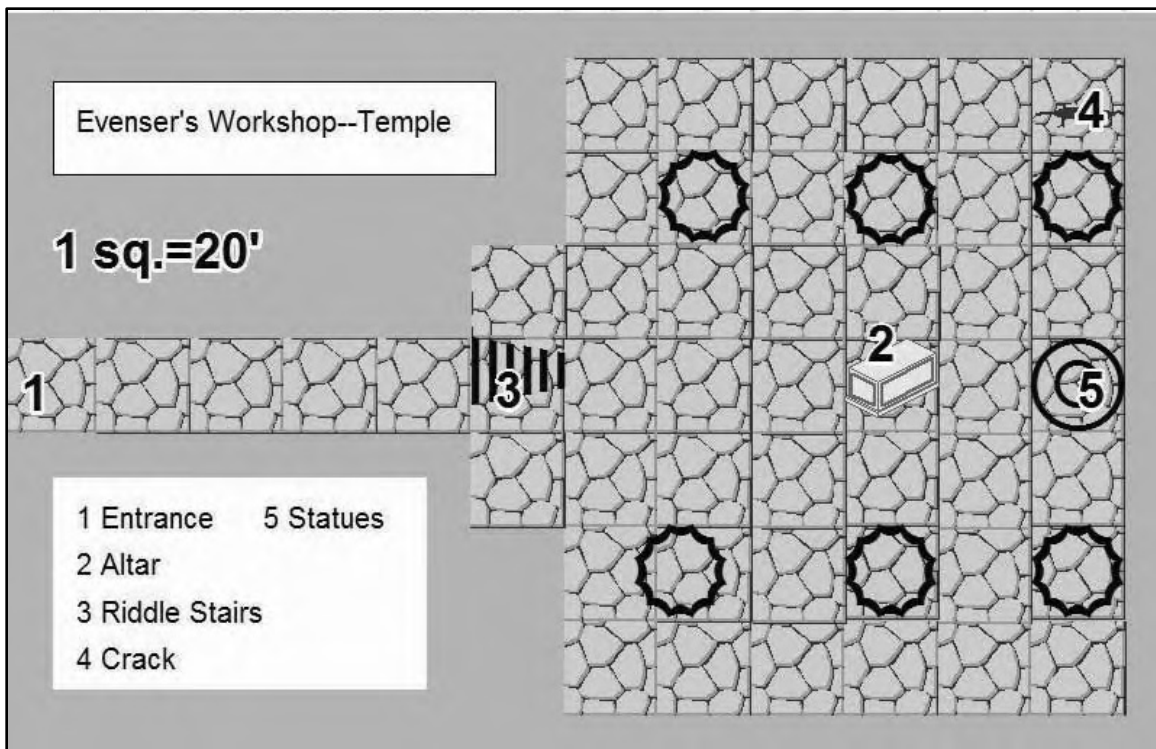 Evenser's Workshop--Temple
4
1 sq.=20'
2
1
3
5
1 Entrance 5 Statues
2 Altar
3 Riddle Stairs
4 Crack